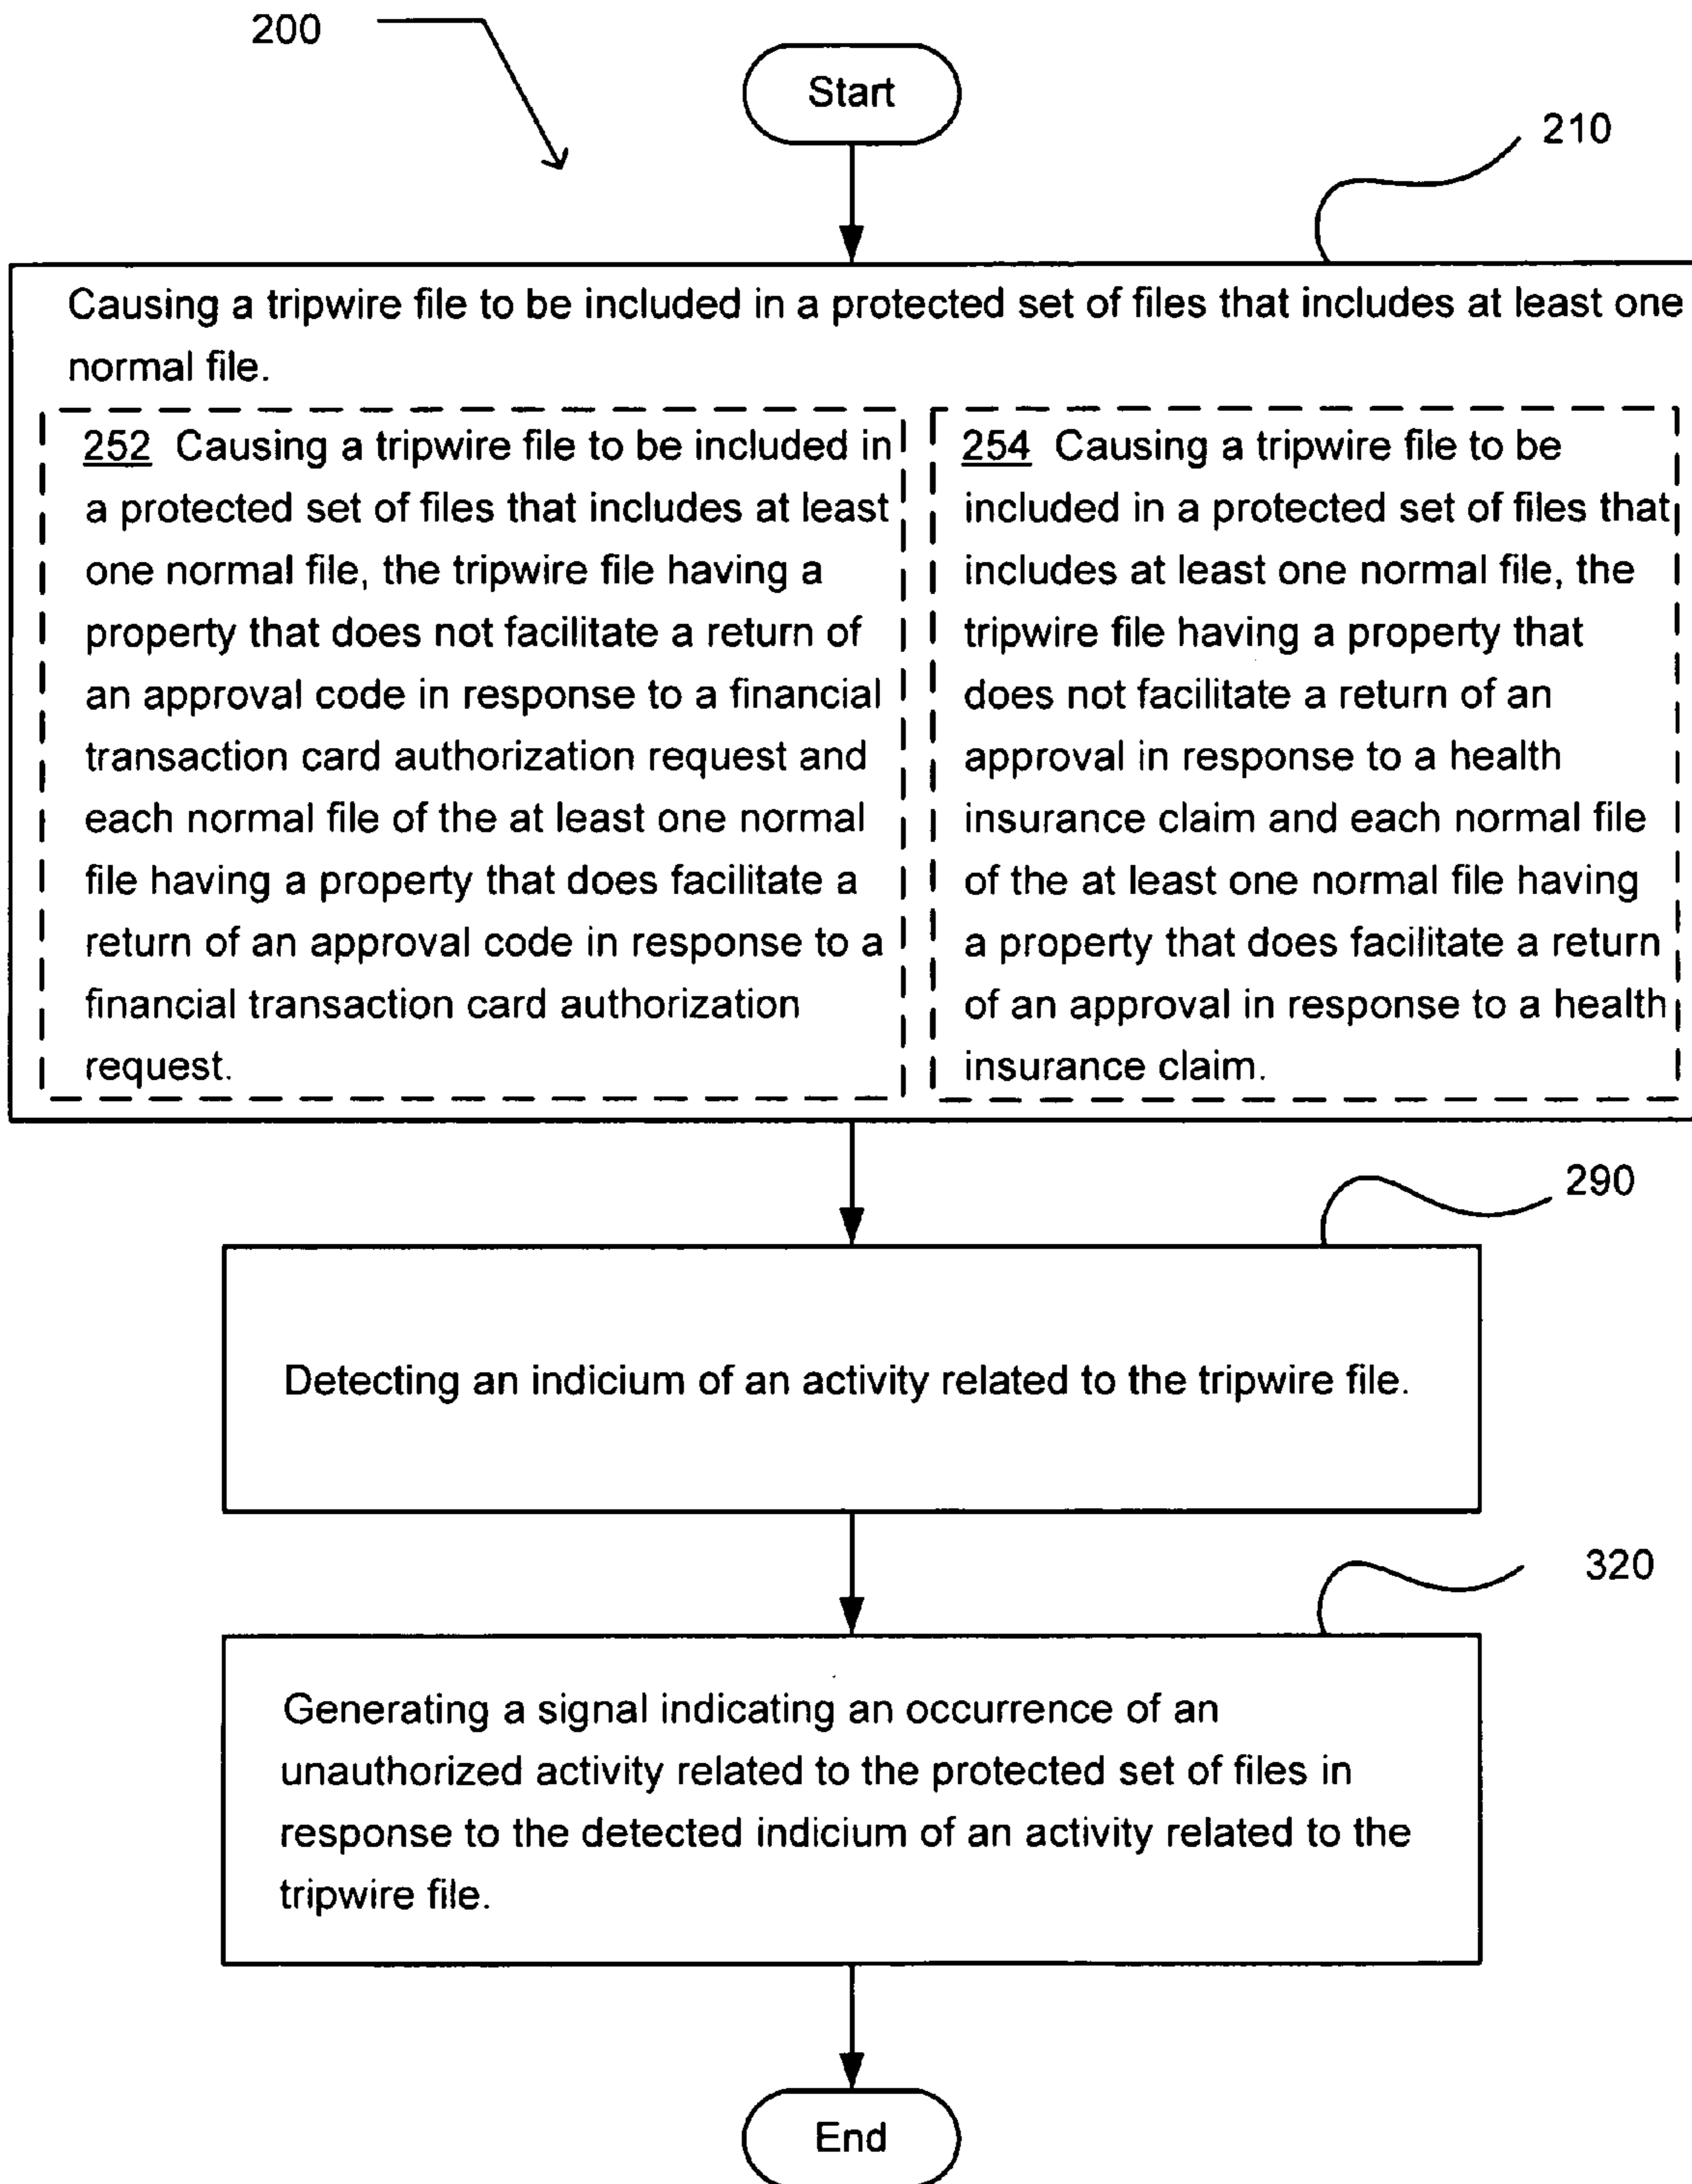 200
Start
210
Causing a tripwire file to be included in a protected set of files that includes at least one
normal file.
252 Causing a tripwire file to be included in
a protected set of files that includes at least
one normal file, the tripwire file having a
property that does not facilitate a return of
an approval code in response to a financial
transaction card authorization request and
each normal file of the at least one normal
file having a property that does facilitate a
return of an approval code in response to a
financial transaction card authorization
request.
254 Causing a tripwire file to be
included in a protected set of files that
includes at least one normal file, the
tripwire file having a property that
does not facilitate a return of an
approval in response to a health
insurance claim and each normal file
of the at least one normal file having
a property that does facilitate a return
of an approval in response to a health
insurance claim.
290
Detecting an indicium of an activity related to the tripwire file.
320
Generating a signal indicating an occurrence of an
unauthorized activity related to the protected set of files in
response to the detected indicium of an activity related to the
tripwire file.
End